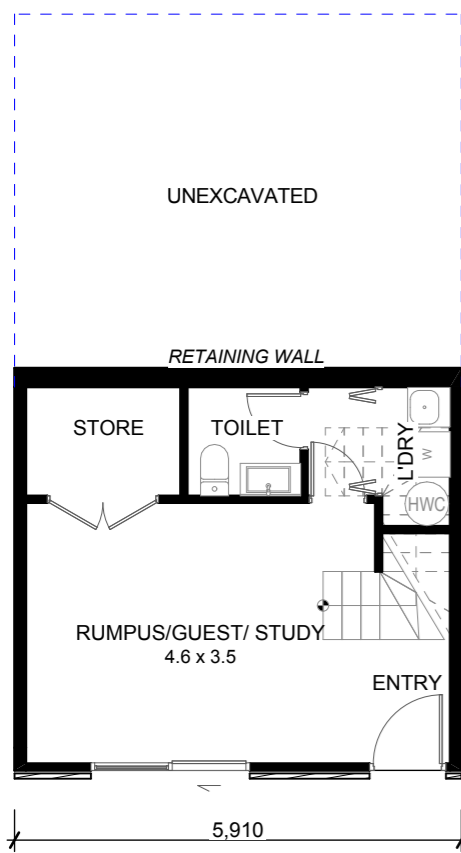 UNEXCAVATED
RETAINING WALL
STORE
TOILET
L'DRY
W
HWC
RUMPUS/GUEST/ STUDY
4.6 x 3.5
ENTRY
5,910